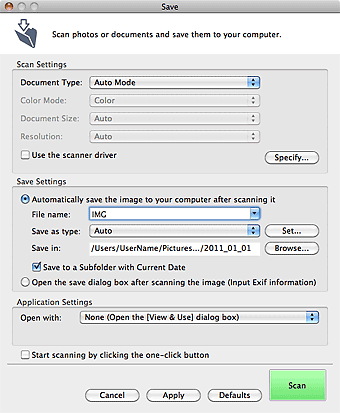 Save
Scan photos or documents and save them to your computer.
Scan Settings
Document Type: Auto Mode
Color Mode: Color
Document Size: Auto
Resolution: Auto
Use the scanner driver
Specify...
Save Settings
Automatically save the image to your computer after scanning it
File name: IMG
Save as type: Auto Set...
Save in: /Users/UserName/Pictures.../2011_01_01 Browse...
Save to a Subfolder with Current Date
Open the save dialog box after scanning the image (Input Exif information)
Application Settings
Open with: None (Open the [View & Use] dialog box)
Start scanning by clicking the one-click button
Cancel Apply Defaults Scan